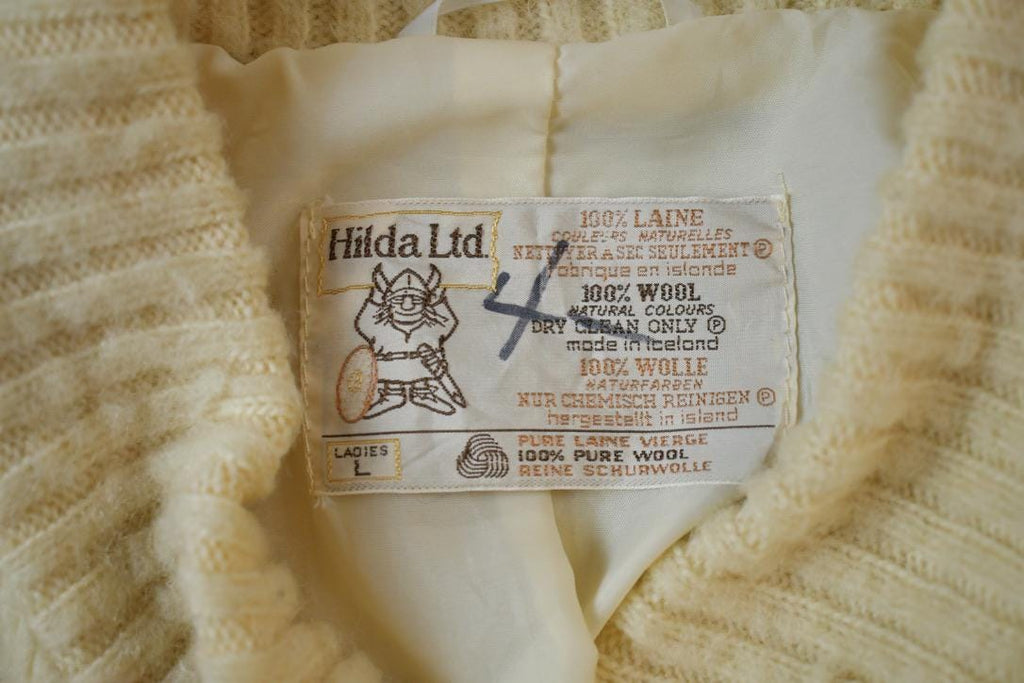 Hilda Ltd.
100% LAINE
COULEURS NATURELLES
NETTOYER A SEC SEULEMENT Ⓟ
fabrique en islande
4
100% WOOL
NATURAL COLOURS
DRY CLEAN ONLY Ⓟ
made in Iceland
100% WOLLE
NATURFARBEN
NUR CHEMISCH REINIGEN Ⓟ
hergestellt in island
LADIES
L
PURE LAINE VIERGE
100% PURE WOOL
REINE SCHURWOLLE